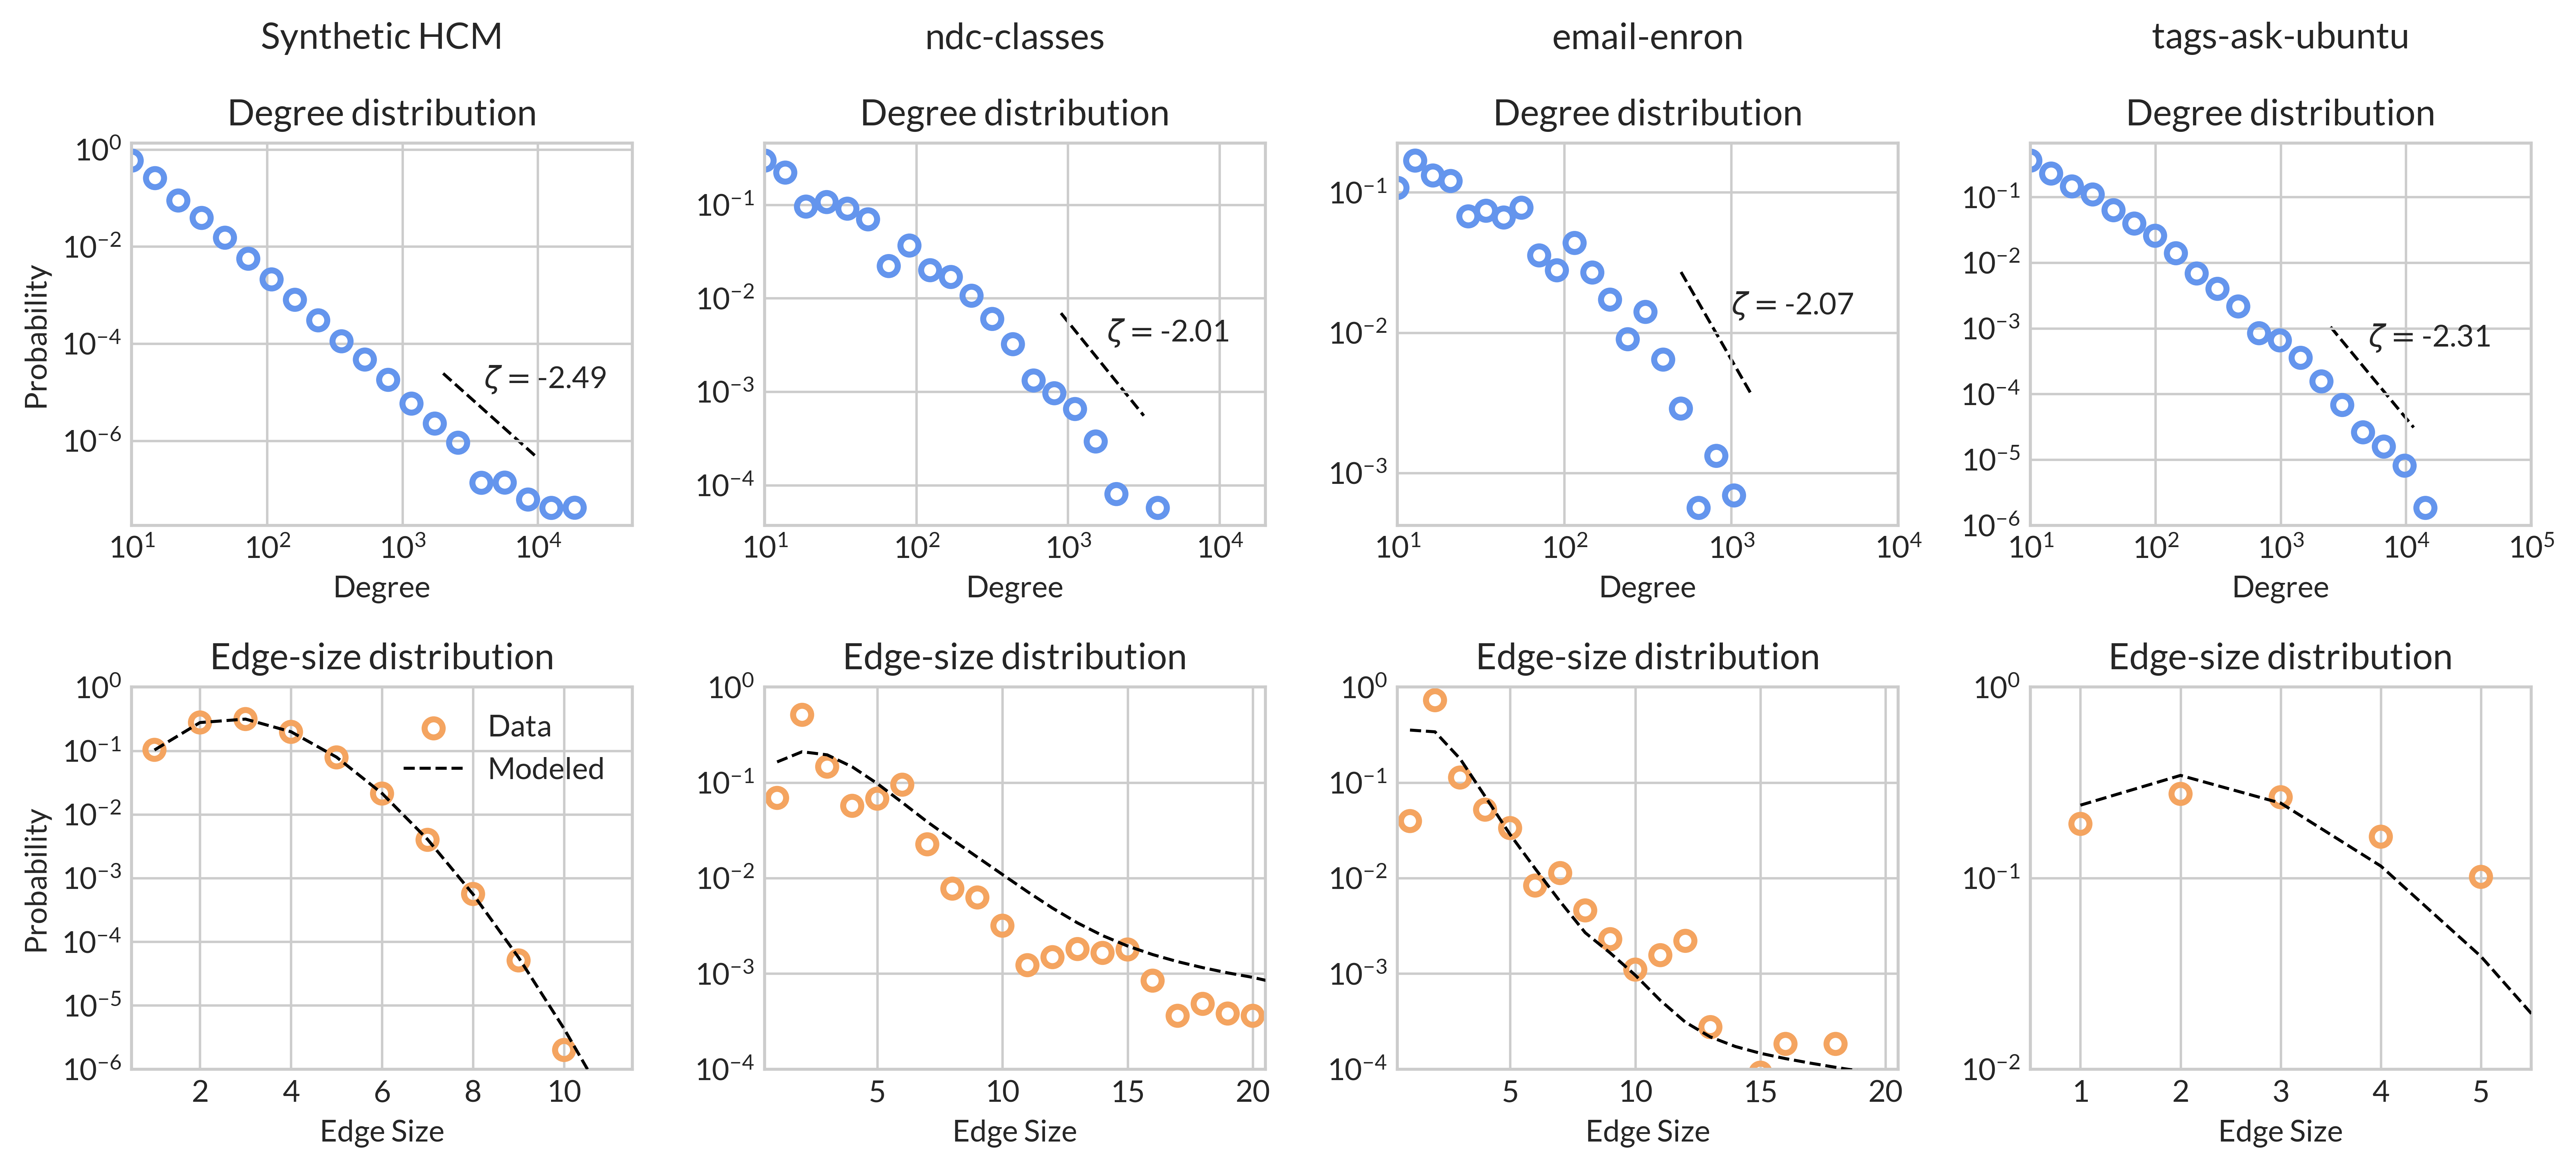 Synthetic HCM
ndc-classes
email-enron
tags-ask-ubuntu
Degree distribution
10⁰
10⁻²
10⁻⁴
10⁻⁶
Probability
ζ = -2.49
10¹ 10² 10³ 10⁴
Degree
Degree distribution
10⁻¹
10⁻²
10⁻³
10⁻⁴
ζ = -2.01
10¹ 10² 10³ 10⁴
Degree
Degree distribution
10⁻¹
10⁻²
10⁻³
ζ = -2.07
10¹ 10² 10³ 10⁴
Degree
Degree distribution
10⁻¹
10⁻²
10⁻³
10⁻⁴
10⁻⁵
10⁻⁶
ζ = -2.31
10¹ 10² 10³ 10⁴ 10⁵
Degree
Edge-size distribution
10⁰
10⁻¹
10⁻²
10⁻³
10⁻⁴
10⁻⁵
10⁻⁶
Probability
Data
Modeled
2 4 6 8 10
Edge Size
Edge-size distribution
10⁰
10⁻¹
10⁻²
10⁻³
10⁻⁴
5 10 15 20
Edge Size
Edge-size distribution
10⁰
10⁻¹
10⁻²
10⁻³
10⁻⁴
5 10 15 20
Edge Size
Edge-size distribution
10⁰
10⁻¹
10⁻²
1 2 3 4 5
Edge Size